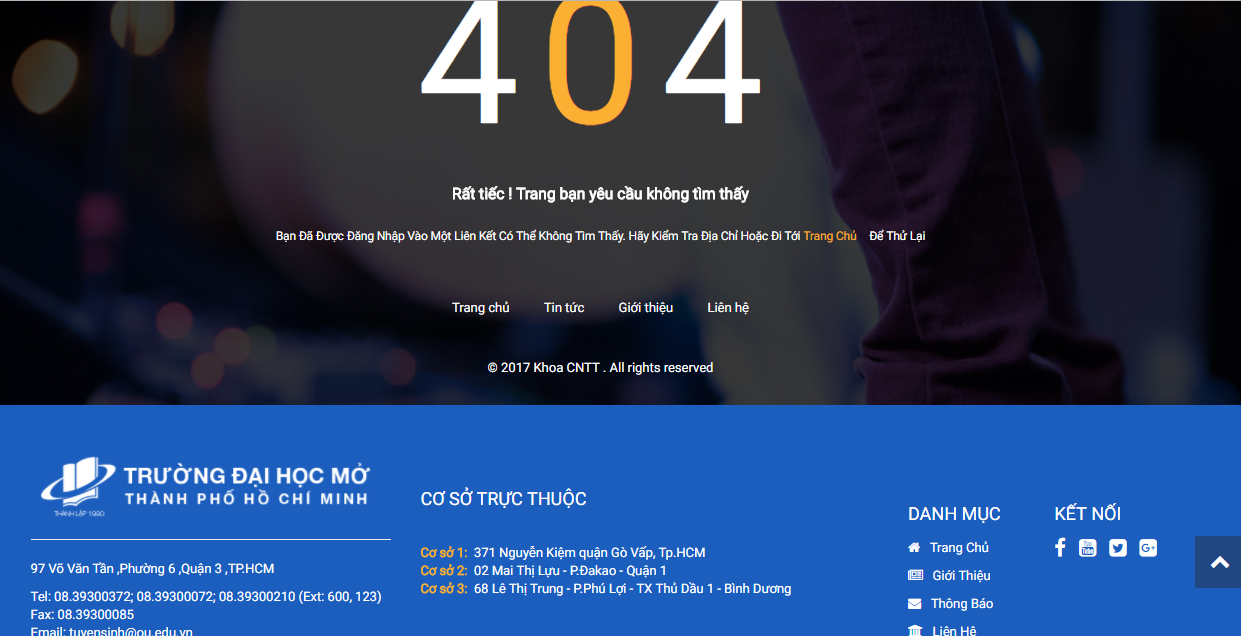 404
Rất tiếc ! Trang bạn yêu cầu không tìm thấy
Bạn Đã Được Đăng Nhập Vào Một Liên Kết Có Thể Không Tìm Thấy. Hãy Kiểm Tra Địa Chỉ Hoặc Đi Tới Trang Chủ Để Thử Lại
Trang chủ Tin tức Giới thiệu Liên hệ
© 2017 Khoa CNTT . All rights reserved
TRƯỜNG ĐẠI HỌC MỞ
THÀNH PHỐ HỒ CHÍ MINH
THÀNH LẬP 1990
97 Võ Văn Tần ,Phường 6 ,Quận 3 ,TP.HCM
Tel: 08.39300372; 08.39300072; 08.39300210 (Ext: 600, 123)
Fax: 08.39300085
Email: tuyensinh@ou.edu.vn
CƠ SỞ TRỰC THUỘC
Cơ sở 1: 371 Nguyễn Kiệm quận Gò Vấp, Tp.HCM
Cơ sở 2: 02 Mai Thị Lựu - P.Đakao - Quận 1
Cơ sở 3: 68 Lê Thị Trung - P.Phú Lợi - TX Thủ Dầu 1 - Bình Dương
DANH MỤC
Trang Chủ
Giới Thiệu
Thông Báo
Liên Hệ
KẾT NỐI
You Tube G+